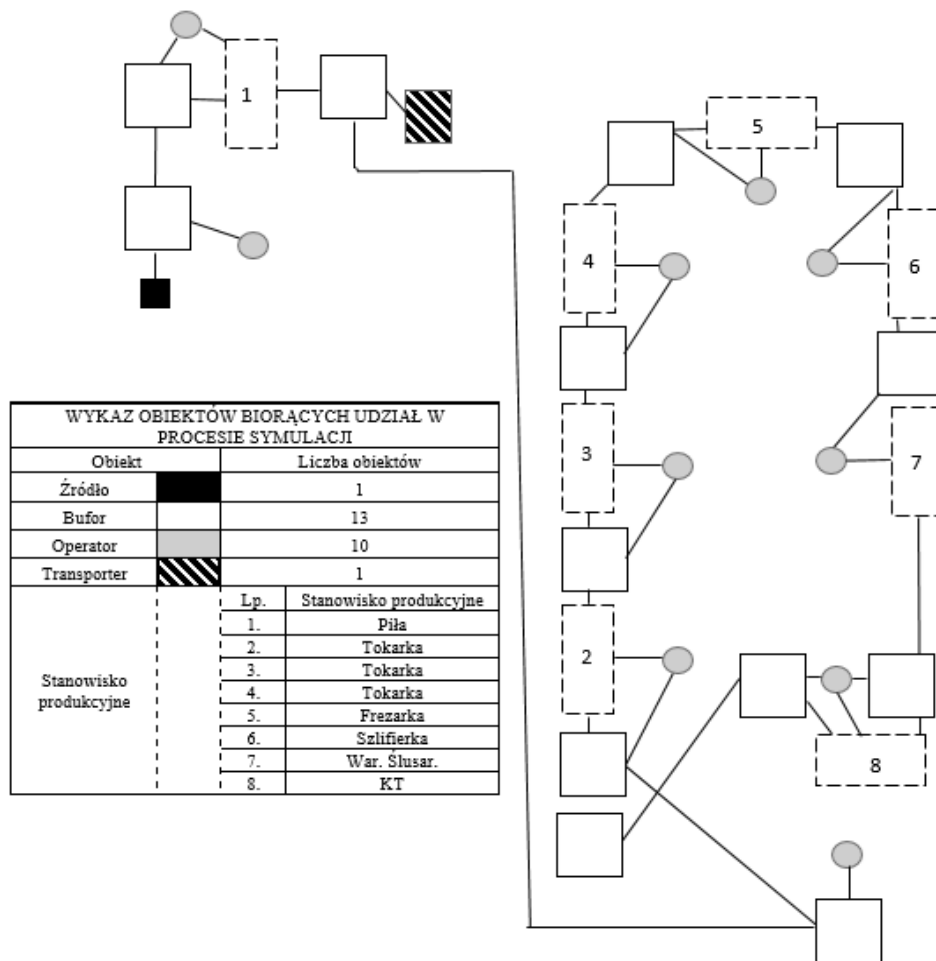 1
5
4
6
3
7
2
8
WYKAZ OBIEKTÓW BIORĄCYCH UDZIAŁ W
PROCESIE SYMULACJI
Obiekt Liczba obiektów
Źródło 1
Bufor 13
Operator 10
Transporter 1
Stanowisko produkcyjne
Lp. Stanowisko produkcyjne
1. Piła
2. Tokarka
3. Tokarka
4. Tokarka
5. Frezarka
6. Szlifierka
7. War. Ślusar.
8. KT